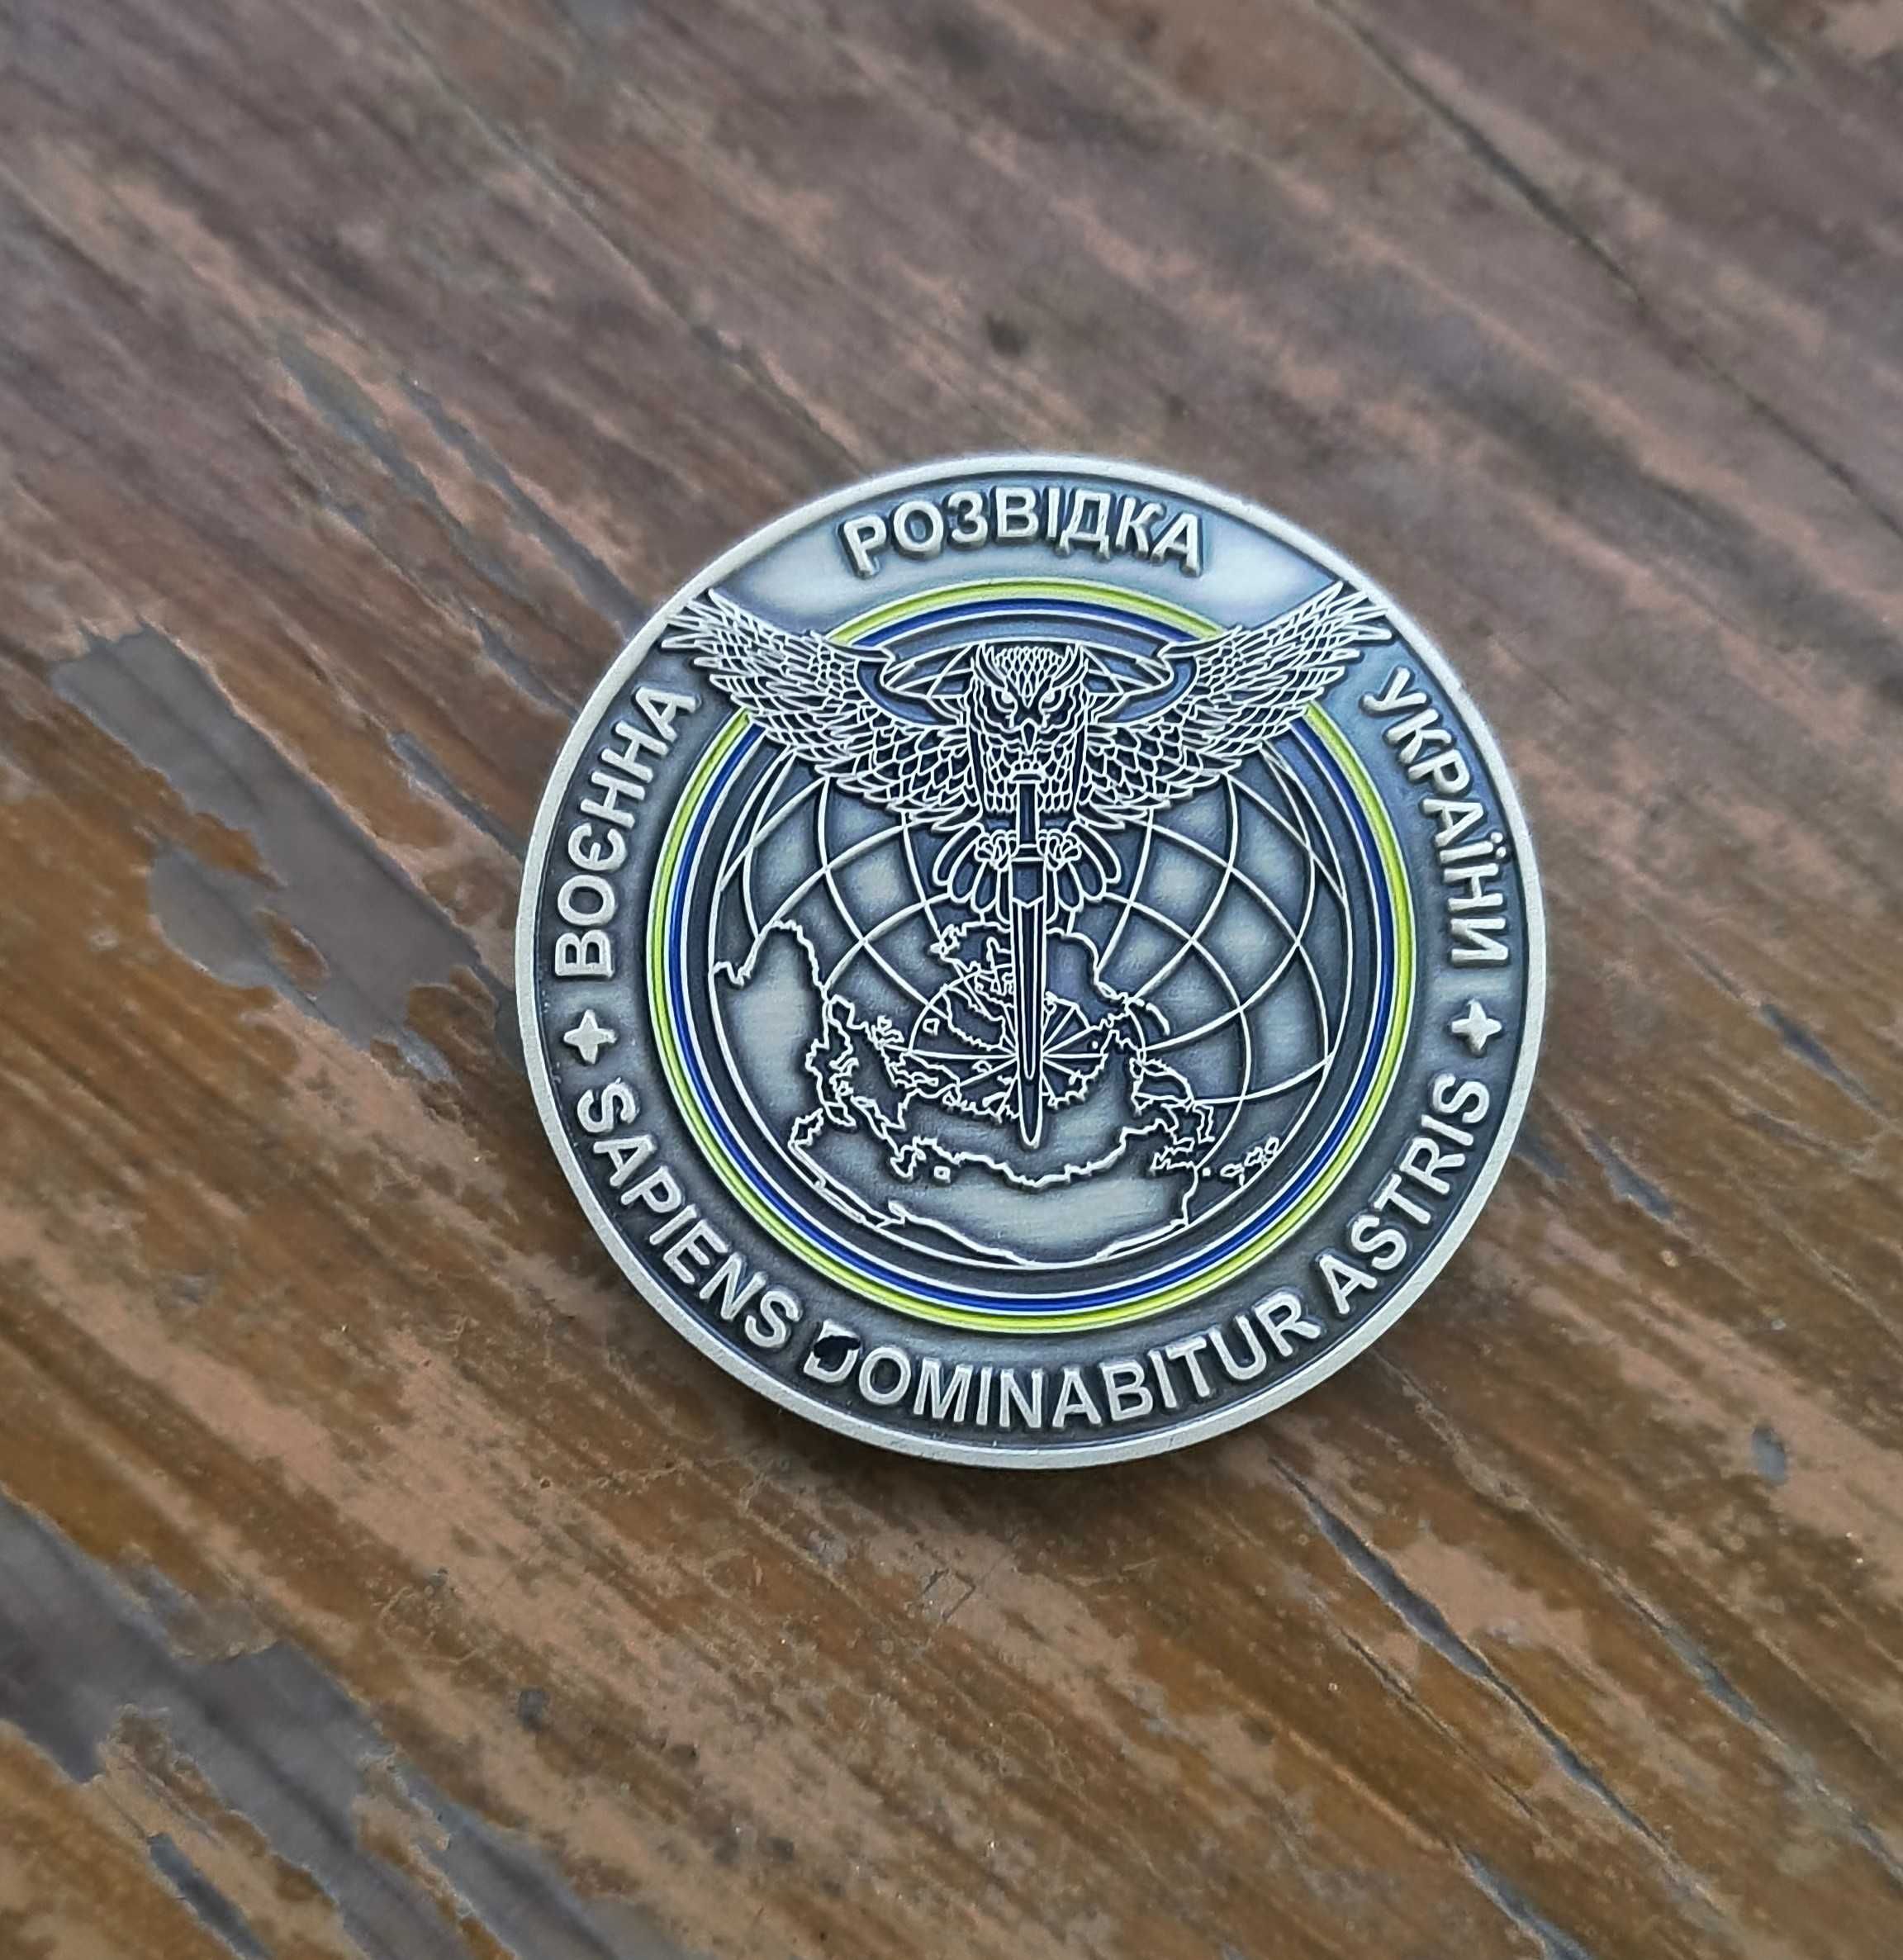 ВОЄННА РОЗВІДКА УКРАЇНИ
SAPIENS DOMINABITUR ASTRIS